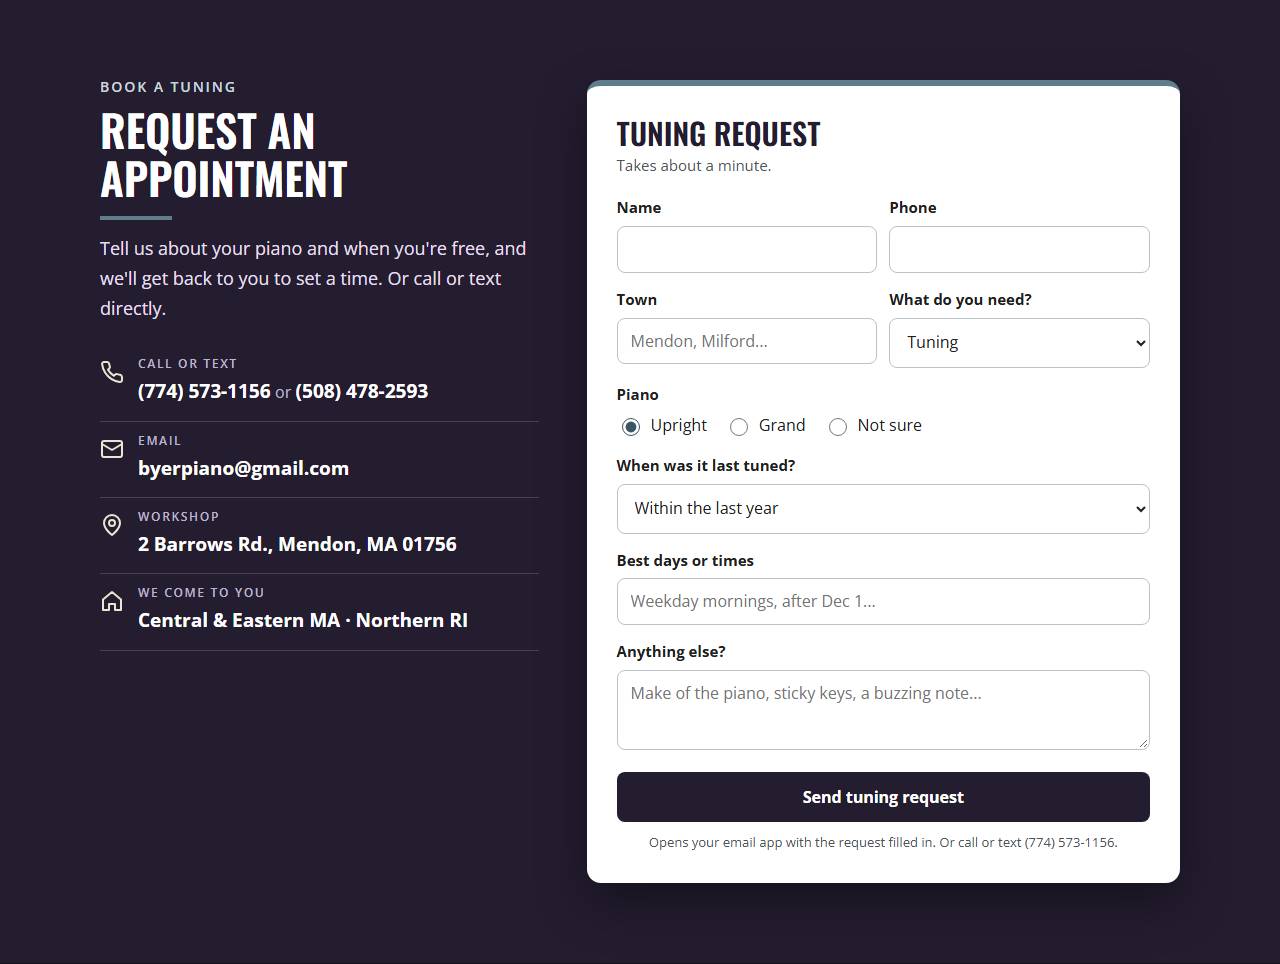 BOOK A TUNING
REQUEST AN
APPOINTMENT
Tell us about your piano and when you're free, and
we'll get back to you to set a time. Or call or text
directly.
CALL OR TEXT
(774) 573-1156 or (508) 478-2593
EMAIL
byerpiano@gmail.com
WORKSHOP
2 Barrows Rd., Mendon, MA 01756
WE COME TO YOU
Central & Eastern MA · Northern RI
TUNING REQUEST
Takes about a minute.
Name
Phone
Town
What do you need?
Mendon, Milford...
Tuning
Piano
Upright
Grand
Not sure
When was it last tuned?
Within the last year
Best days or times
Weekday mornings, after Dec 1...
Anything else?
Make of the piano, sticky keys, a buzzing note...
Send tuning request
Opens your email app with the request filled in. Or call or text (774) 573-1156.